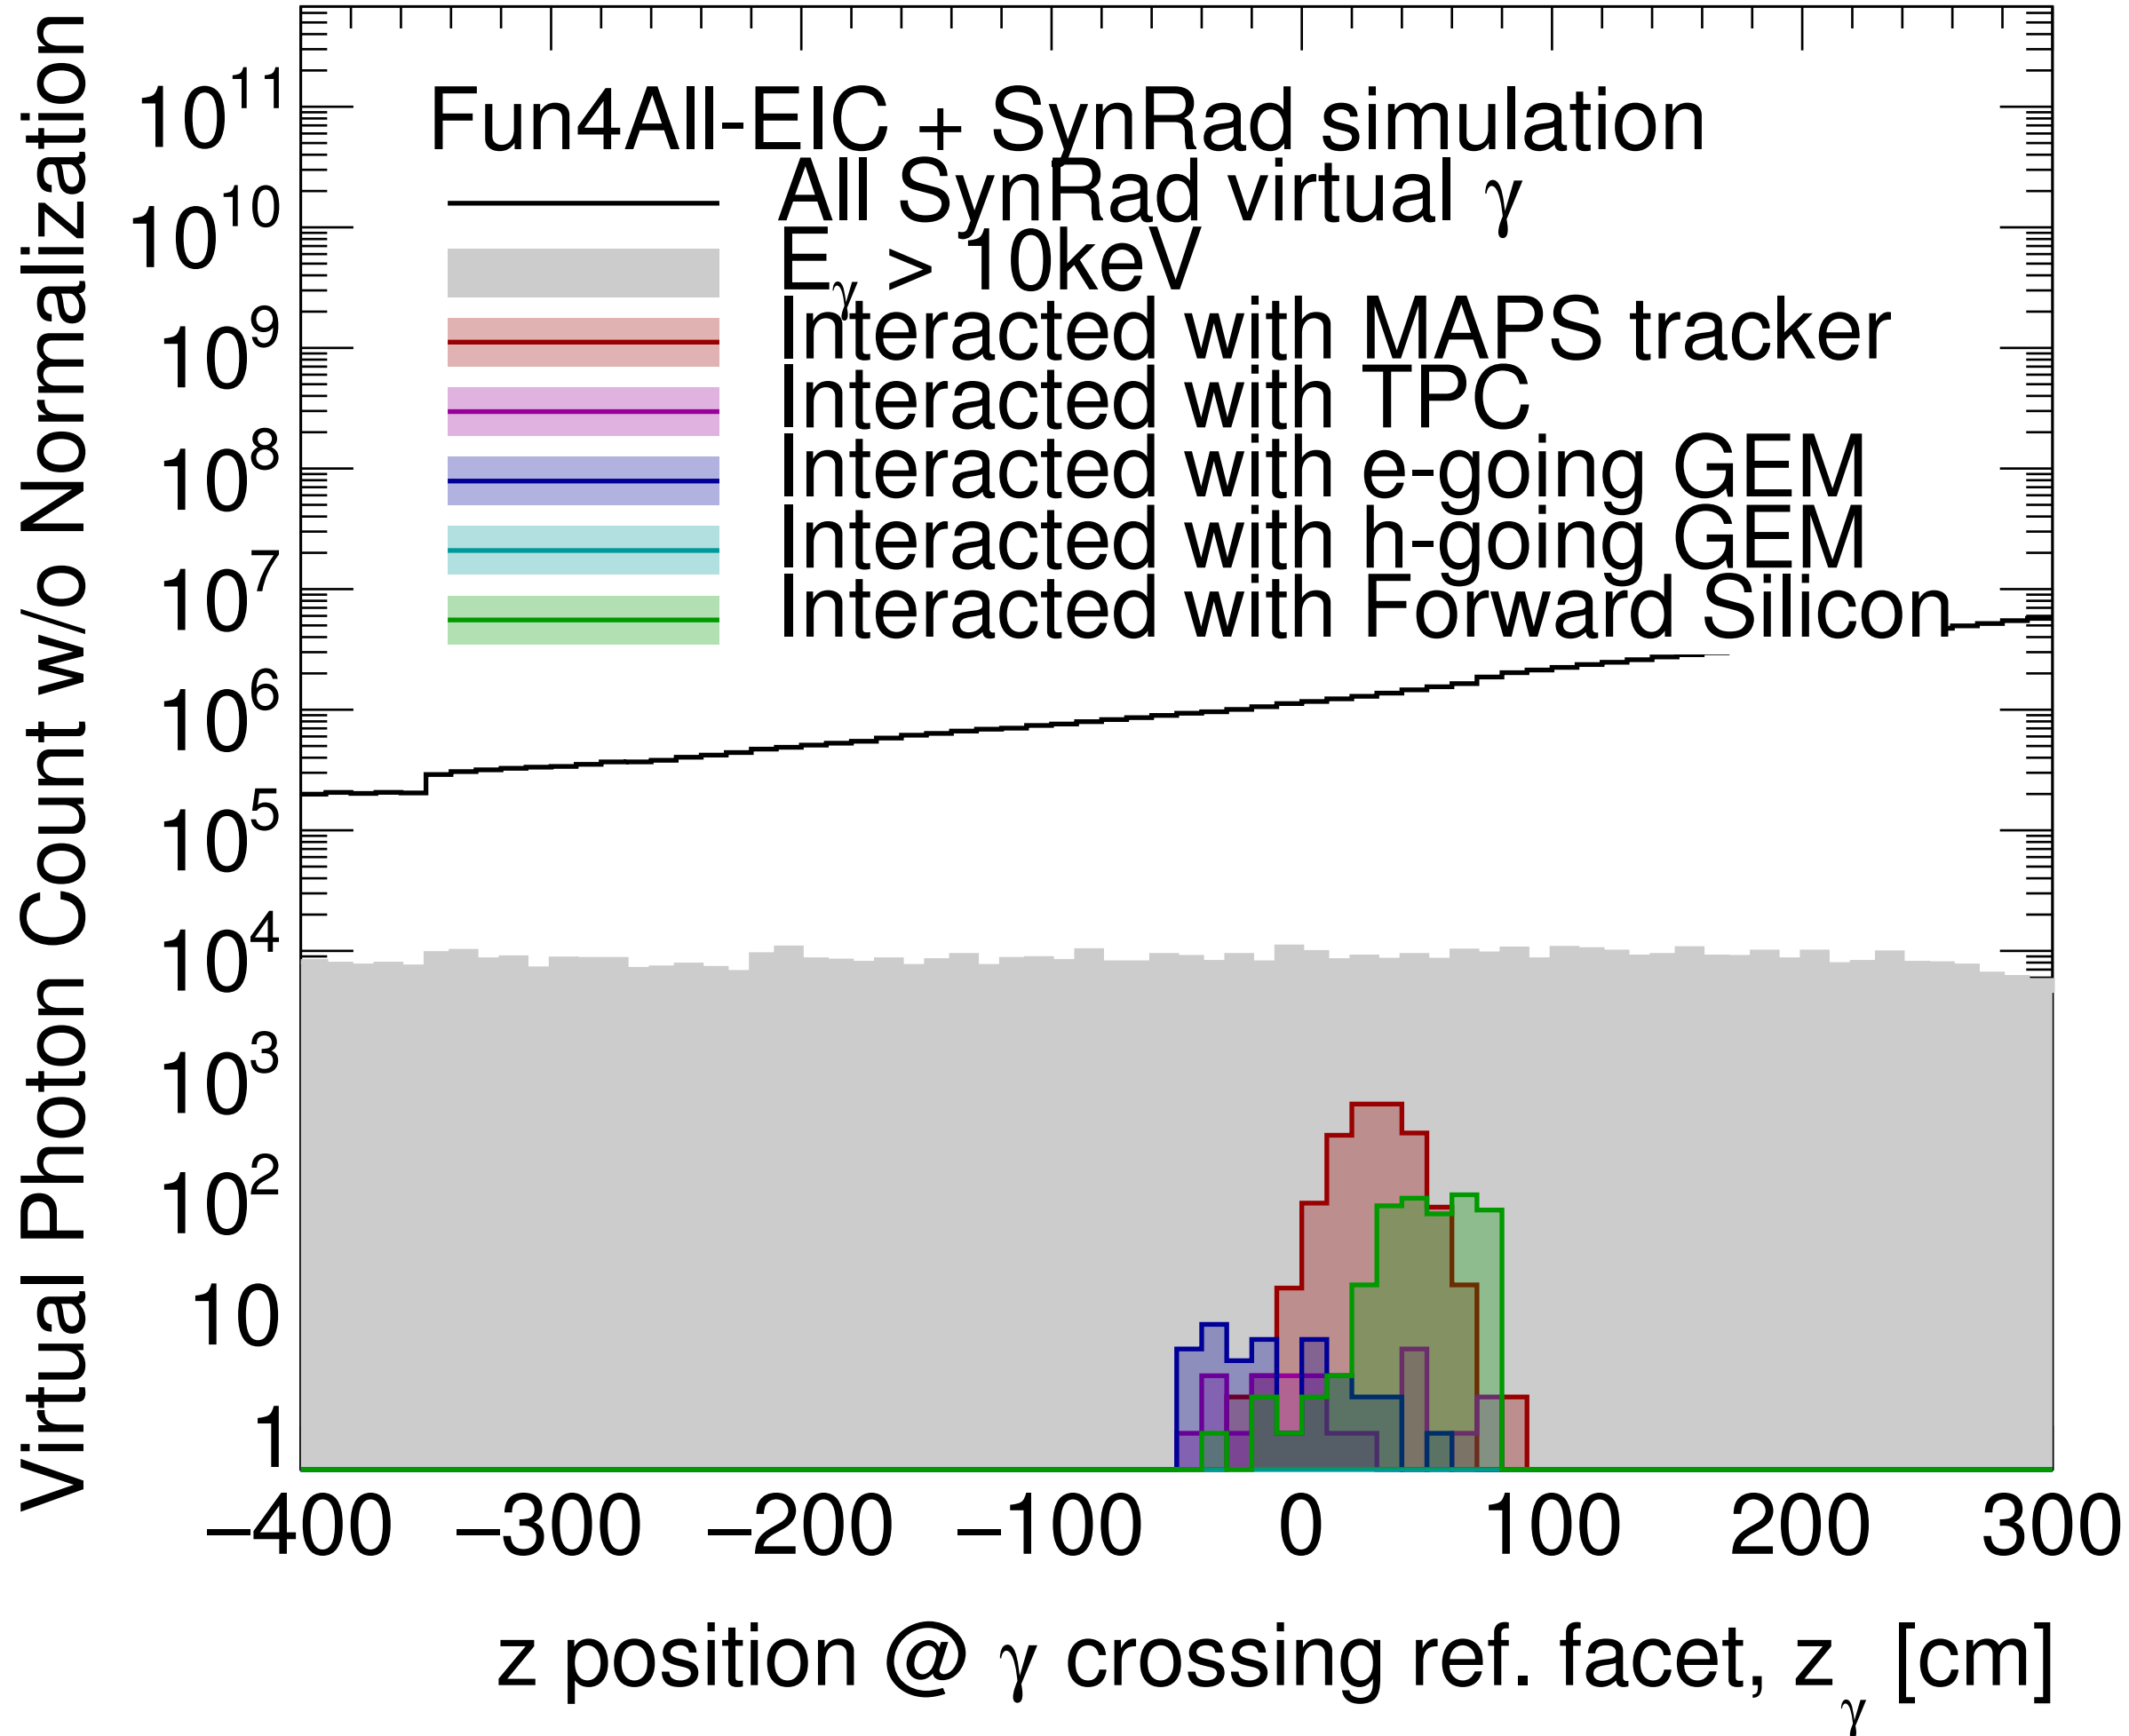 Virtual Photon Count w/o Normalization
10¹¹
10¹⁰
10⁹
10⁸
10⁷
10⁶
10⁵
10⁴
10³
10²
10
1
Fun4All-EIC + SynRad simulation
All SynRad virtual γ
Eᵧ > 10keV
Interacted with MAPS tracker
Interacted with TPC
Interacted with e-going GEM
Interacted with h-going GEM
Interacted with Forward Silicon
−400 −300 −200 −100 0 100 200 300
z position @ γ crossing ref. facet, zᵧ [cm]